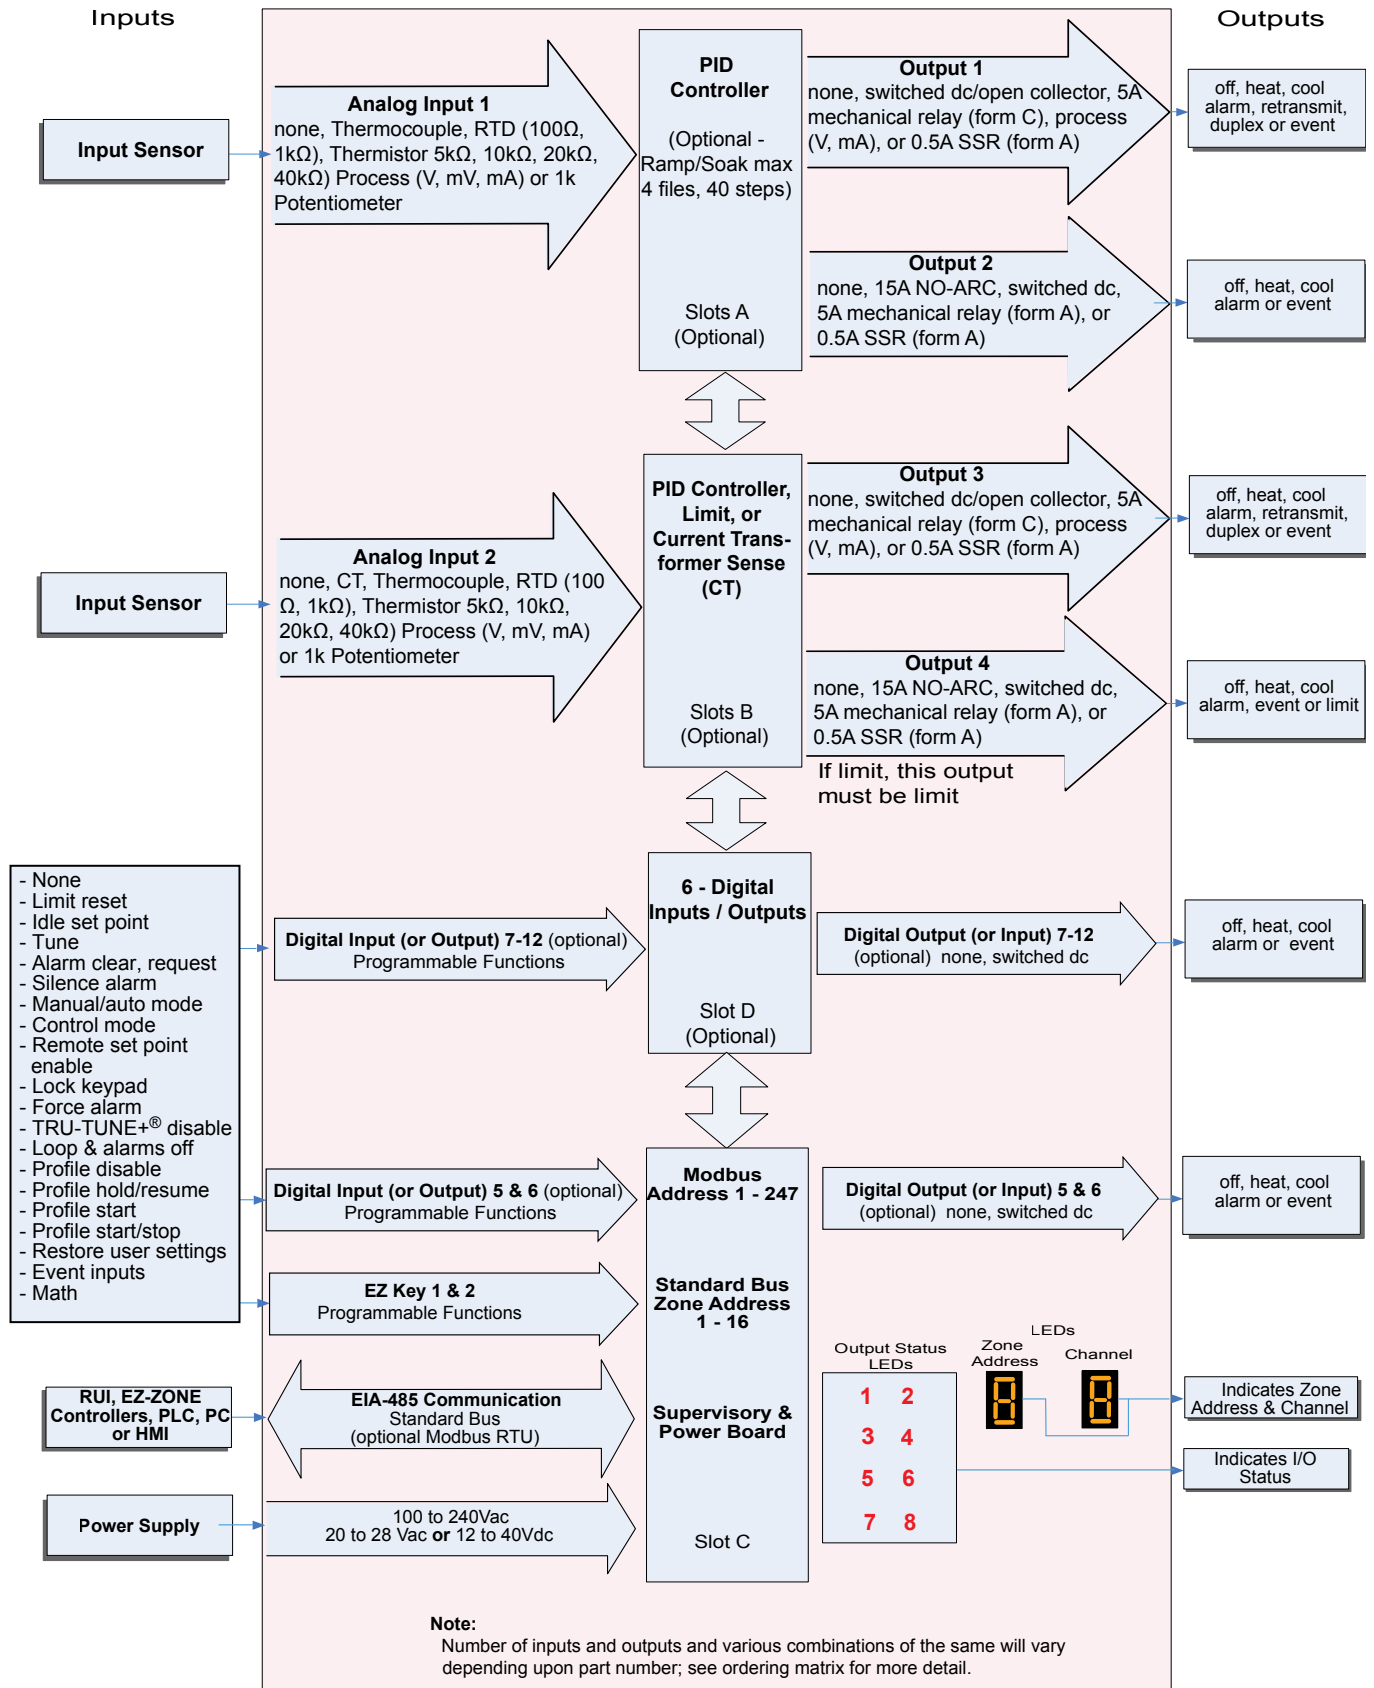 Inputs
Outputs
Input Sensor
Analog Input 1
none, Thermocouple, RTD (100Ω,
1kΩ), Thermistor 5kΩ, 10kΩ, 20kΩ,
40kΩ) Process (V, mV, mA) or 1k
Potentiometer
PID
Controller
(Optional -
Ramp/Soak max
4 files, 40 steps)
Slots A
(Optional)
Output 1
none, switched dc/open collector, 5A
mechanical relay (form C), process
(V, mA), or 0.5A SSR (form A)
off, heat, cool
alarm, retransmit,
duplex or event
Output 2
none, 15A NO-ARC, switched dc,
5A mechanical relay (form A), or
0.5A SSR (form A)
off, heat, cool
alarm or event
Input Sensor
Analog Input 2
none, CT, Thermocouple, RTD (100
Ω, 1kΩ), Thermistor 5kΩ, 10kΩ,
20kΩ, 40kΩ) Process (V, mV, mA)
or 1k Potentiometer
PID Controller,
Limit, or
Current Trans-
former Sense
(CT)
Slots B
(Optional)
Output 3
none, switched dc/open collector, 5A
mechanical relay (form C), process
(V, mA), or 0.5A SSR (form A)
off, heat, cool
alarm, retransmit,
duplex or event
Output 4
none, 15A NO-ARC, switched dc,
5A mechanical relay (form A), or
0.5A SSR (form A)
If limit, this output
must be limit
off, heat, cool
alarm, event or limit
- None
- Limit reset
- Idle set point
- Tune
- Alarm clear, request
- Silence alarm
- Manual/auto mode
- Control mode
- Remote set point
enable
- Lock keypad
- Force alarm
- TRU-TUNE+® disable
- Loop & alarms off
- Profile disable
- Profile hold/resume
- Profile start
- Profile start/stop
- Restore user settings
- Event inputs
- Math
Digital Input (or Output) 7-12 (optional)
Programmable Functions
6 - Digital
Inputs / Outputs
Slot D
(Optional)
Digital Output (or Input) 7-12
(optional) none, switched dc
off, heat, cool
alarm or event
Digital Input (or Output) 5 & 6 (optional)
Programmable Functions
EZ Key 1 & 2
Programmable Functions
Modbus
Address 1 - 247
Standard Bus
Zone Address
1 - 16
Supervisory &
Power Board
Slot C
Digital Output (or Input) 5 & 6
(optional) none, switched dc
off, heat, cool
alarm or event
RUI, EZ-ZONE
Controllers, PLC, PC
or HMI
EIA-485 Communication
Standard Bus
(optional Modbus RTU)
Power Supply
100 to 240Vac
20 to 28 Vac or 12 to 40Vdc
Output Status
LEDs
1 2
3 4
5 6
7 8
LEDs
Zone
Address
Channel
8
8
Indicates Zone
Address & Channel
Indicates I/O
Status
Note:
Number of inputs and outputs and various combinations of the same will vary
depending upon part number; see ordering matrix for more detail.